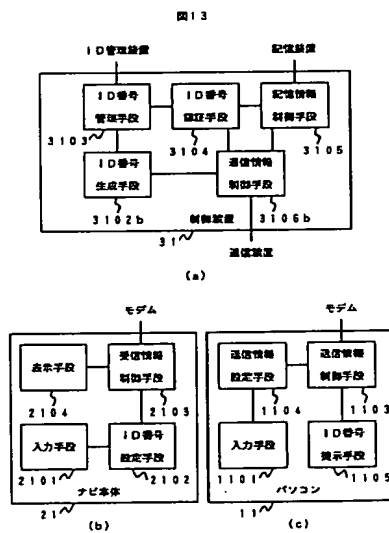 図13
ID管理装置
記憶装置
ID番号
管理手段
ID番号
認証手段
記憶情報
制御手段
3103
3104
3105
ID番号
生成手段
通信情報
制御手段
3102b
制御装置
3106b
31
通信装置
(a)
モデム
表示手段
受信情報
制御手段
2104
2103
入力手段
ID番号
設定手段
2101
2102
ナビ本体
21
(b)
モデム
送信情報
設定手段
送信情報
制御手段
1104
1103
入力手段
ID番号
提示手段
1101
1105
パソコン
11
(c)